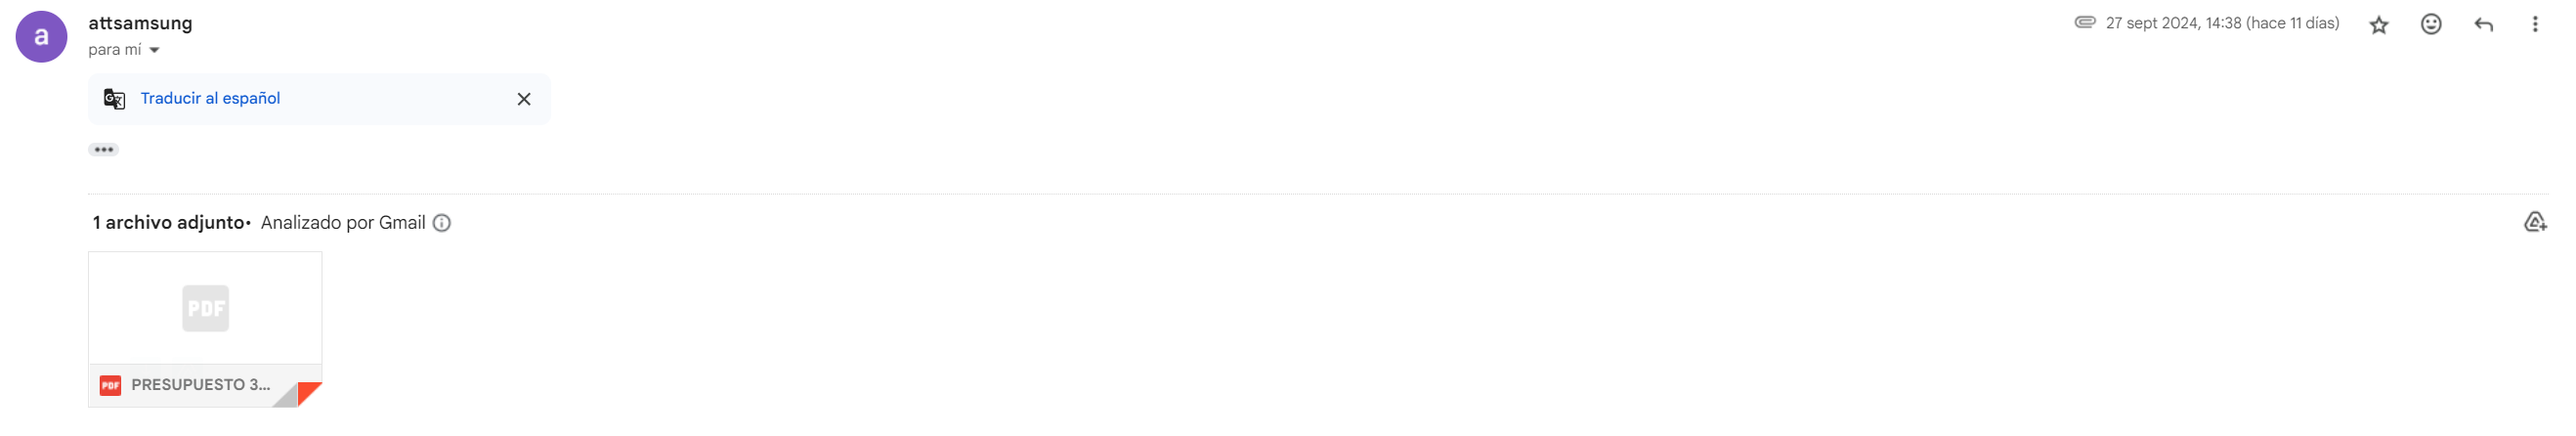 a
attsamsung
27 sept 2024, 14:38 (hace 11 días)
para mí
Traducir al español
1 archivo adjunto• Analizado por Gmail
PDF
PDF PRESUPUESTO 3...